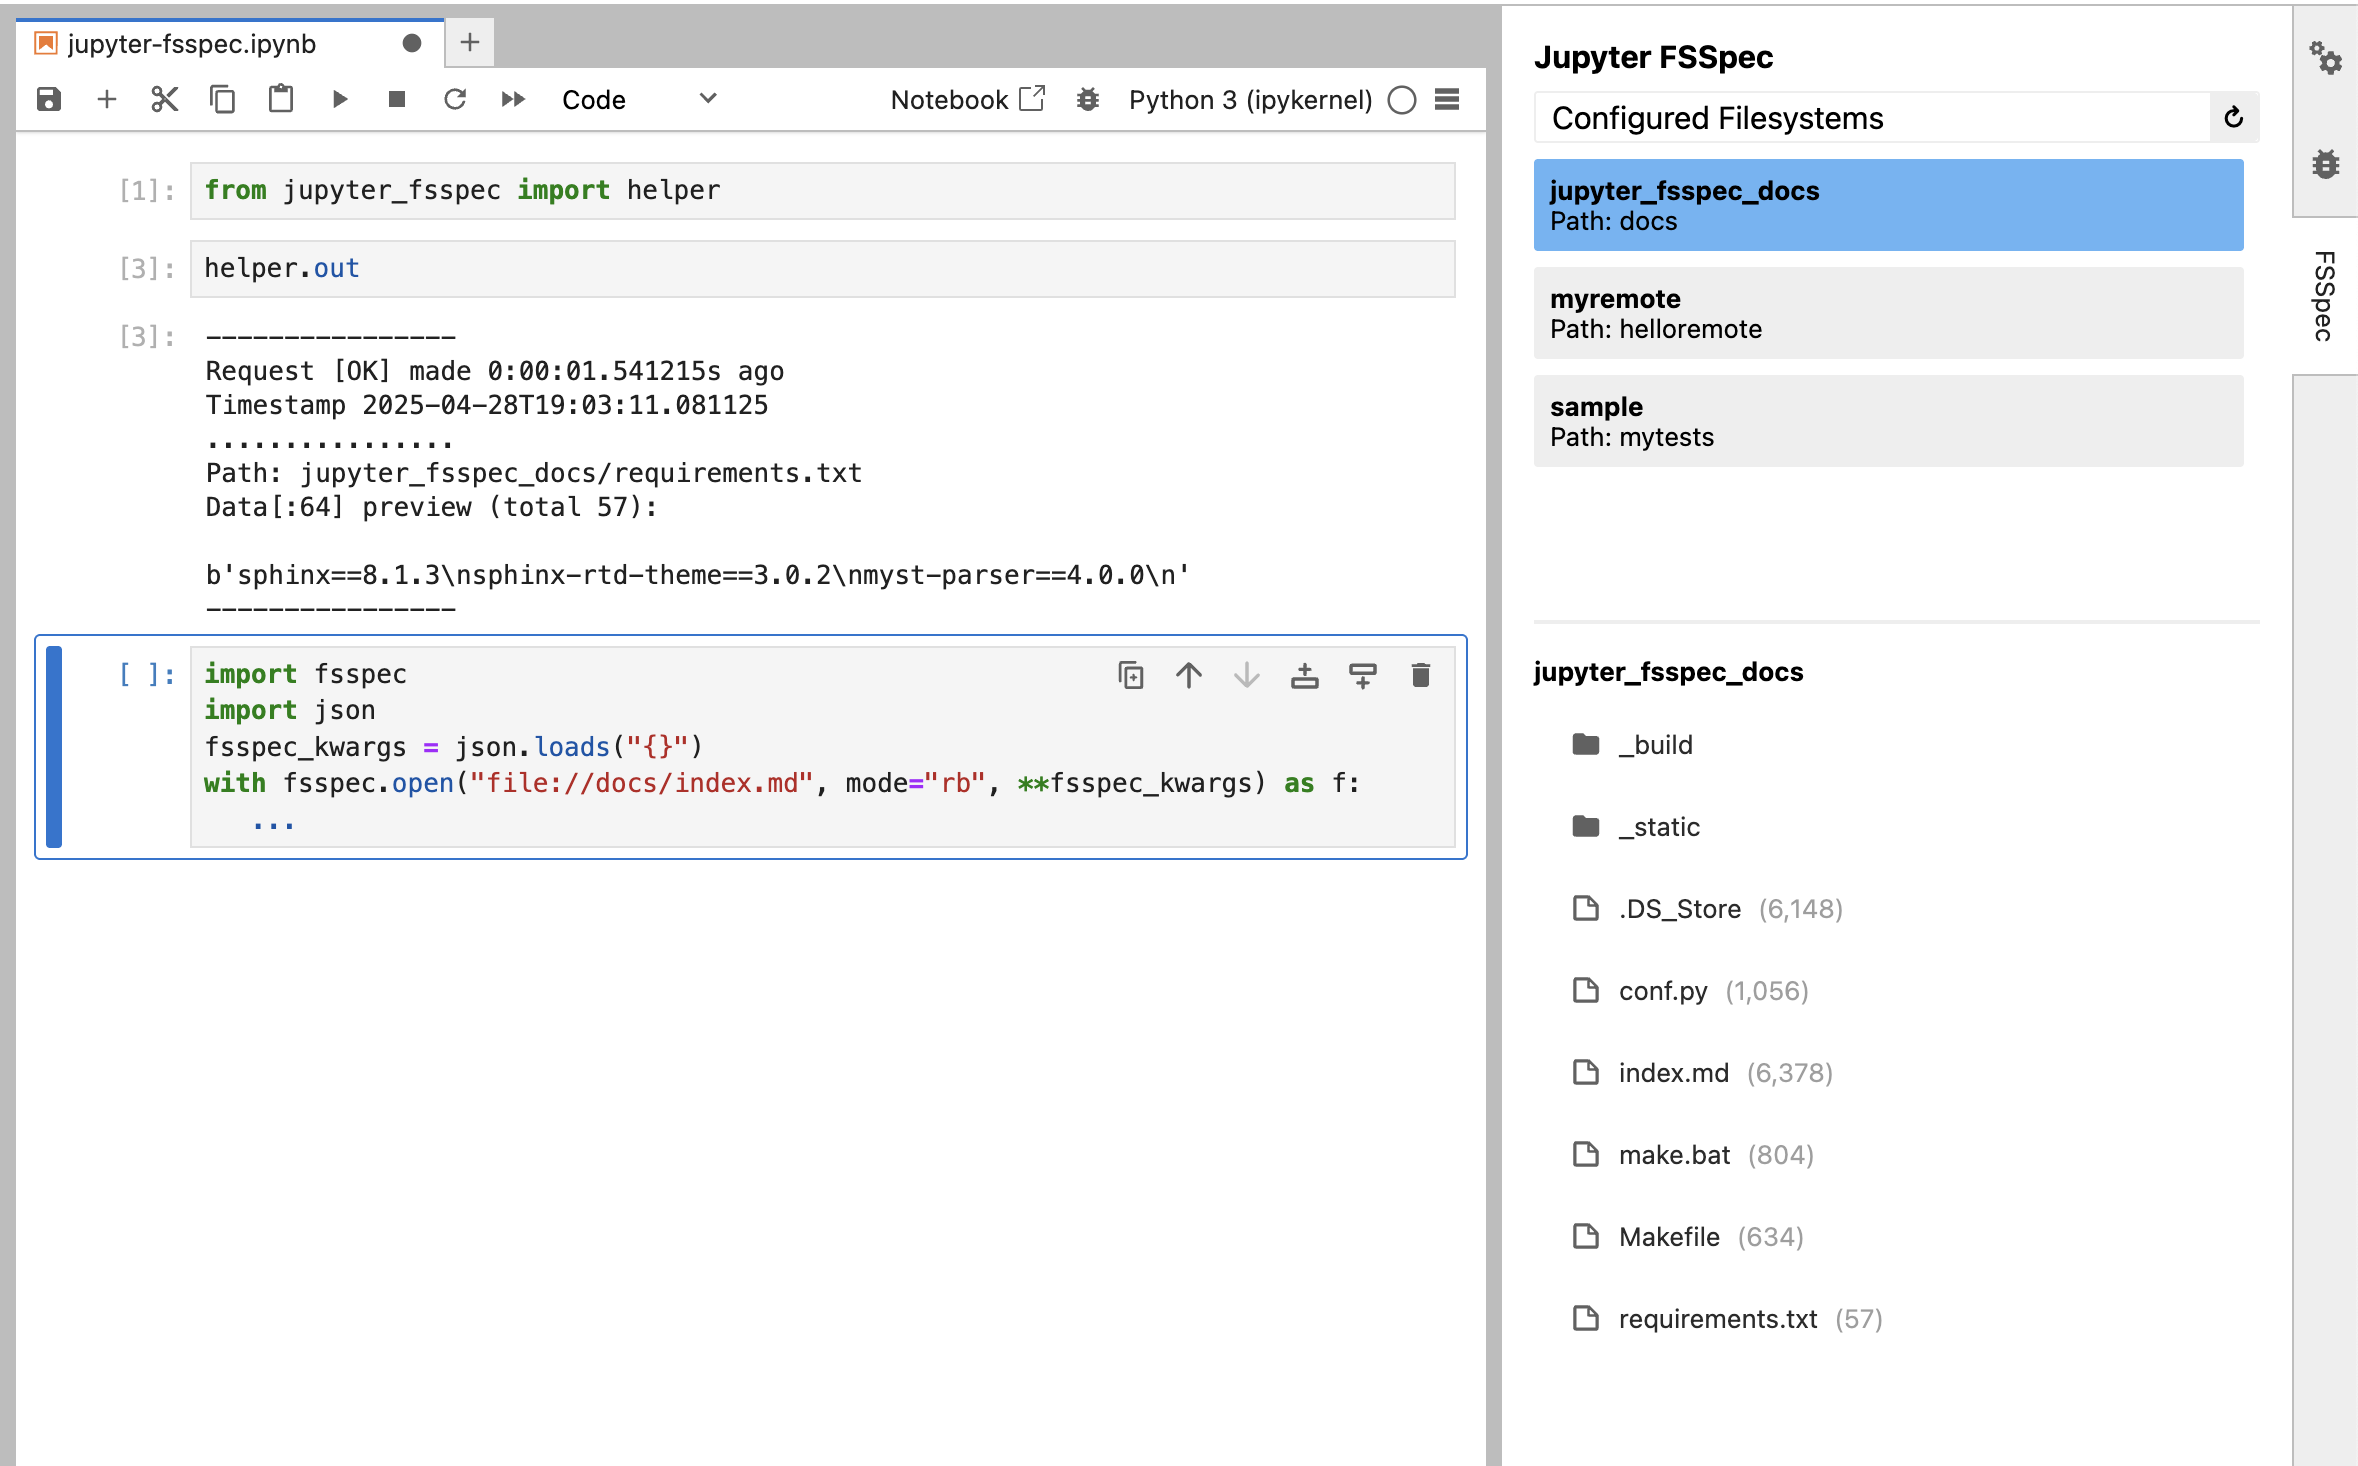 jupyter-fsspec.ipynb
Code
Notebook
Python 3 (ipykernel)
[1]:
from jupyter_fsspec import helper
[3]:
helper.out
[3]:
----------------
Request [OK] made 0:00:01.541215s ago
Timestamp 2025-04-28T19:03:11.081125
................
Path: jupyter_fsspec_docs/requirements.txt
Data[:64] preview (total 57):
b'sphinx==8.1.3\nsphinx-rtd-theme==3.0.2\nmyst-parser==4.0.0\n'
----------------
[ ]:
import fsspec
import json
fsspec_kwargs = json.loads("{}")
with fsspec.open("file://docs/index.md", mode="rb", **fsspec_kwargs) as f:
   ...
Jupyter FSSpec
Configured Filesystems
jupyter_fsspec_docs
Path: docs
myremote
Path: helloremote
sample
Path: mytests
jupyter_fsspec_docs
_build
_static
.DS_Store (6,148)
conf.py (1,056)
index.md (6,378)
make.bat (804)
Makefile (634)
requirements.txt (57)
FSSpec